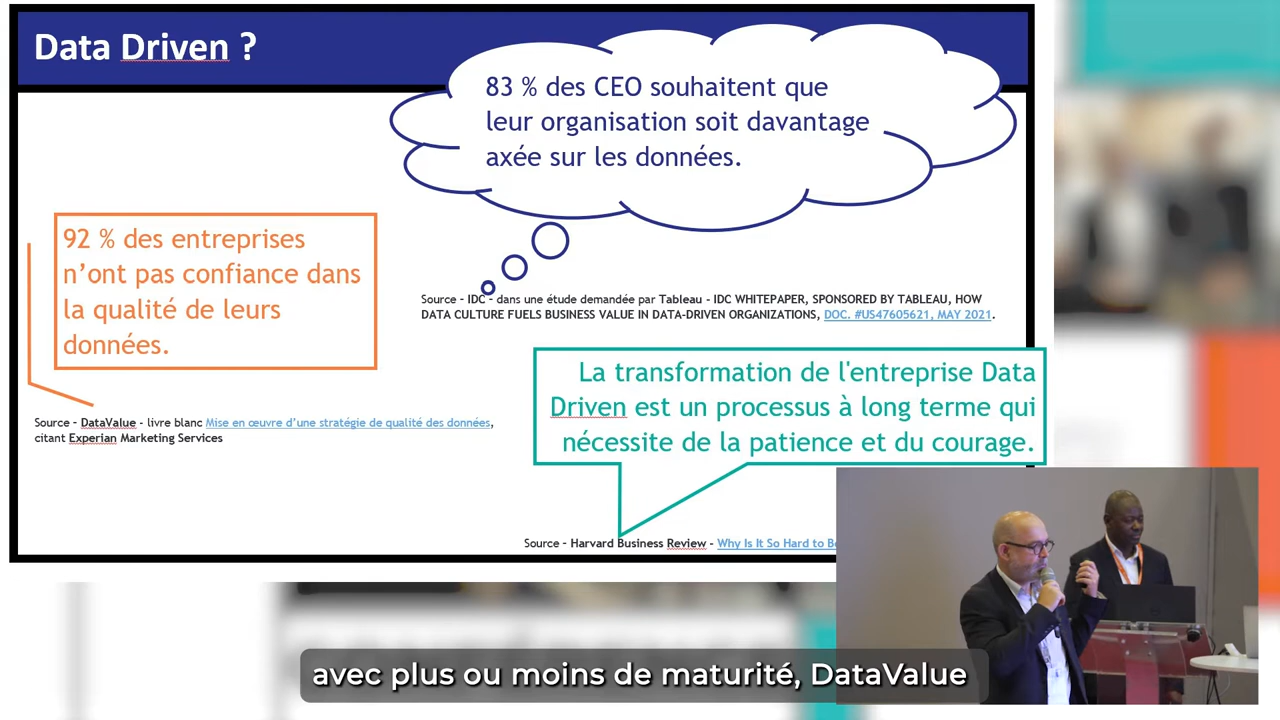 Data Driven ?
83 % des CEO souhaitent que
leur organisation soit davantage
axée sur les données.
92 % des entreprises
n’ont pas confiance dans
la qualité de leurs
données.
Source – IDC – dans une étude demandée par Tableau - IDC WHITEPAPER, SPONSORED BY TABLEAU, HOW
DATA CULTURE FUELS BUSINESS VALUE IN DATA-DRIVEN ORGANIZATIONS, DOC. #US47605621, MAY 2021.
La transformation de l'entreprise Data
Driven est un processus à long terme qui
nécessite de la patience et du courage.
Source – DataValue - livre blanc Mise en œuvre d’une stratégie de qualité des données,
citant Experian Marketing Services
Source – Harvard Business Review – Why Is It So Hard to
avec plus ou moins de maturité, DataValue